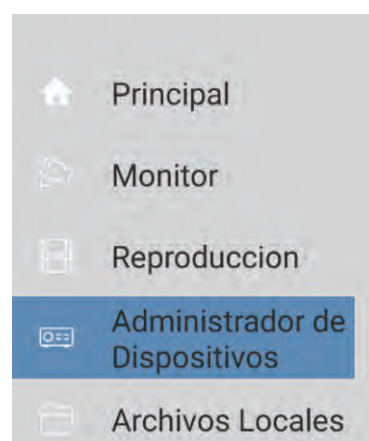 Principal
Monitor
Reproduccion
Administrador de
Dispositivos
Archivos Locales